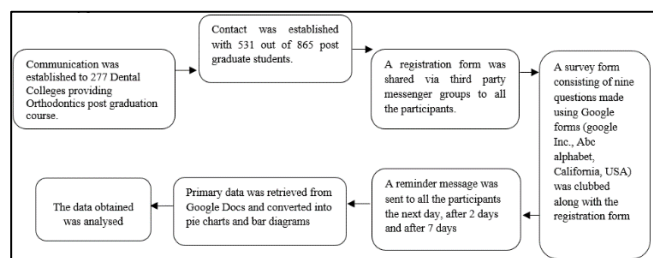 Communication was
established to 277 Dental
Colleges providing
Orthodontics post graduation
course.
Contact was established
with 531 out of 865 post
graduate students.
A registration form was
shared via third party
messenger groups to all
the participants.
A survey form
consisting of nine
questions made
using Google
forms (google
Inc., Abc
alphabet,
California, USA)
was clubbed
along with the
registration form
A reminder message was
sent to all the participants
the next day, after 2 days
and after 7 days
Primary data was retrieved from
Google Docs and converted into
pie charts and bar diagrams
The data obtained
was analysed